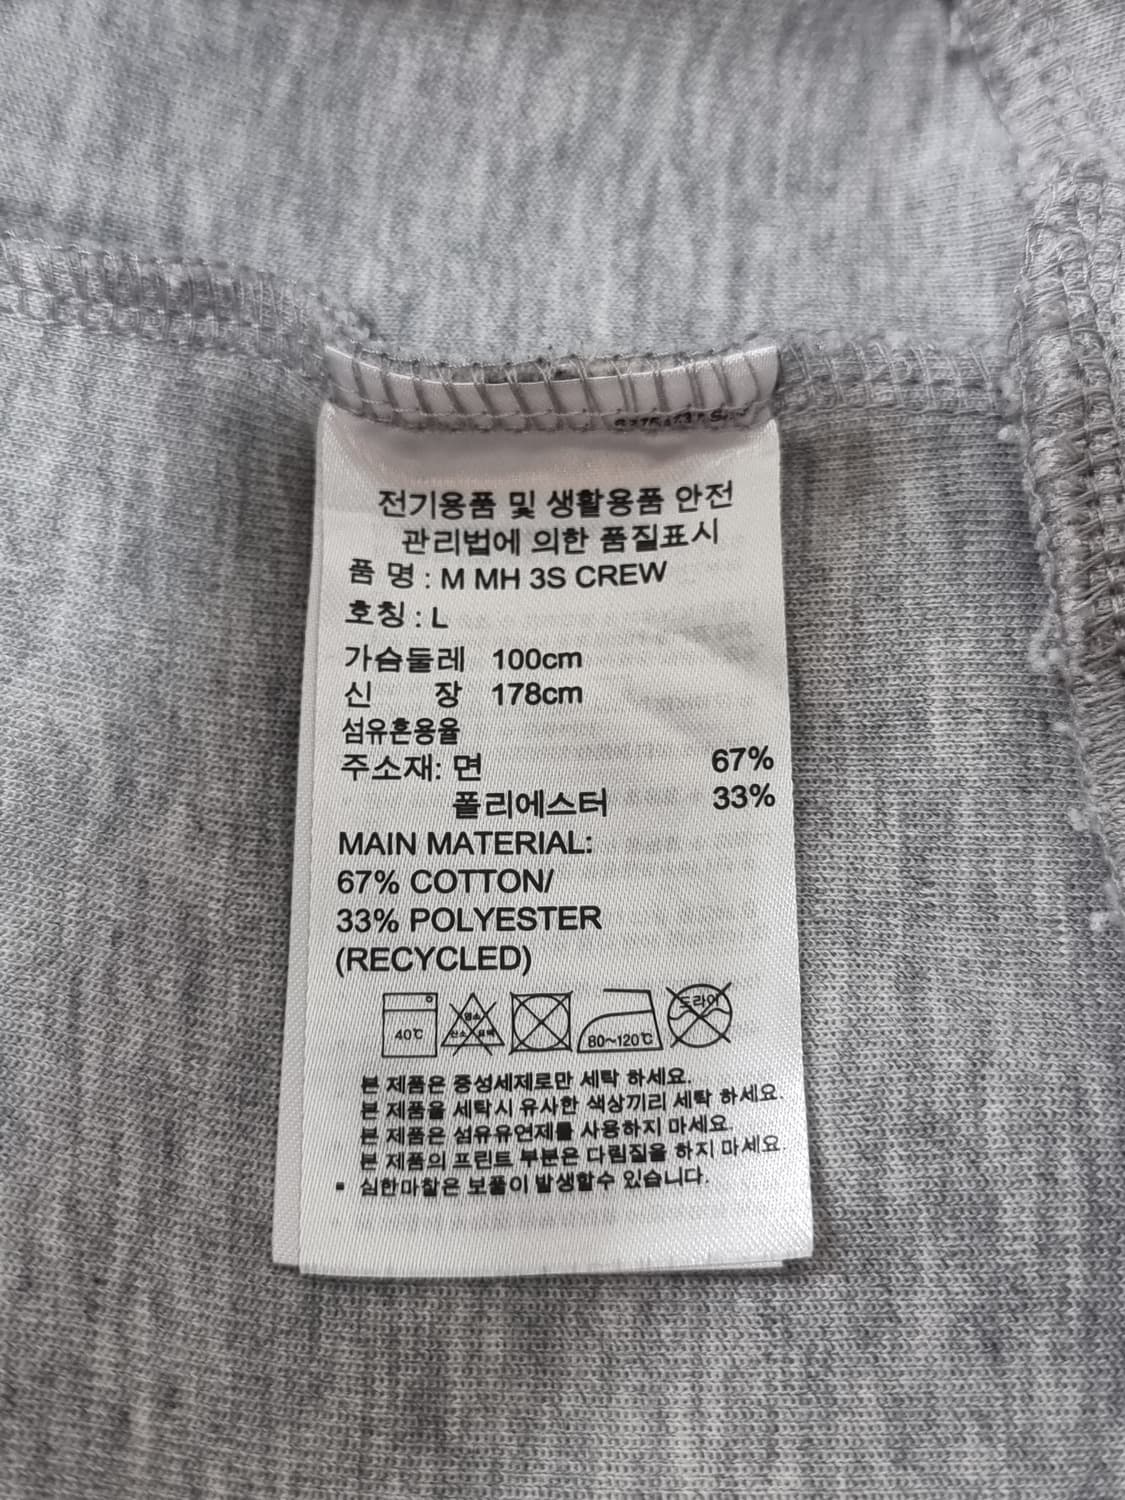 전기용품 및 생활용품 안전
관리법에 의한 품질표시
품 명 : M MH 3S CREW
호칭 : L
가슴둘레 100cm
신 장 178cm
섬유혼용율
주소재: 면 67%
폴리에스터 33%
MAIN MATERIAL:
67% COTTON/
33% POLYESTER
(RECYCLED)
40℃ 염소 산소 표백 80~120℃ 드라이
본 제품은 중성세제로만 세탁 하세요.
본 제품을 세탁시 유사한 색상끼리 세탁 하세요.
본 제품은 섬유유연제를 사용하지 마세요.
본 제품의 프린트 부분은 다림질을 하지 마세요.
심한마찰은 보풀이 발생할수 있습니다.